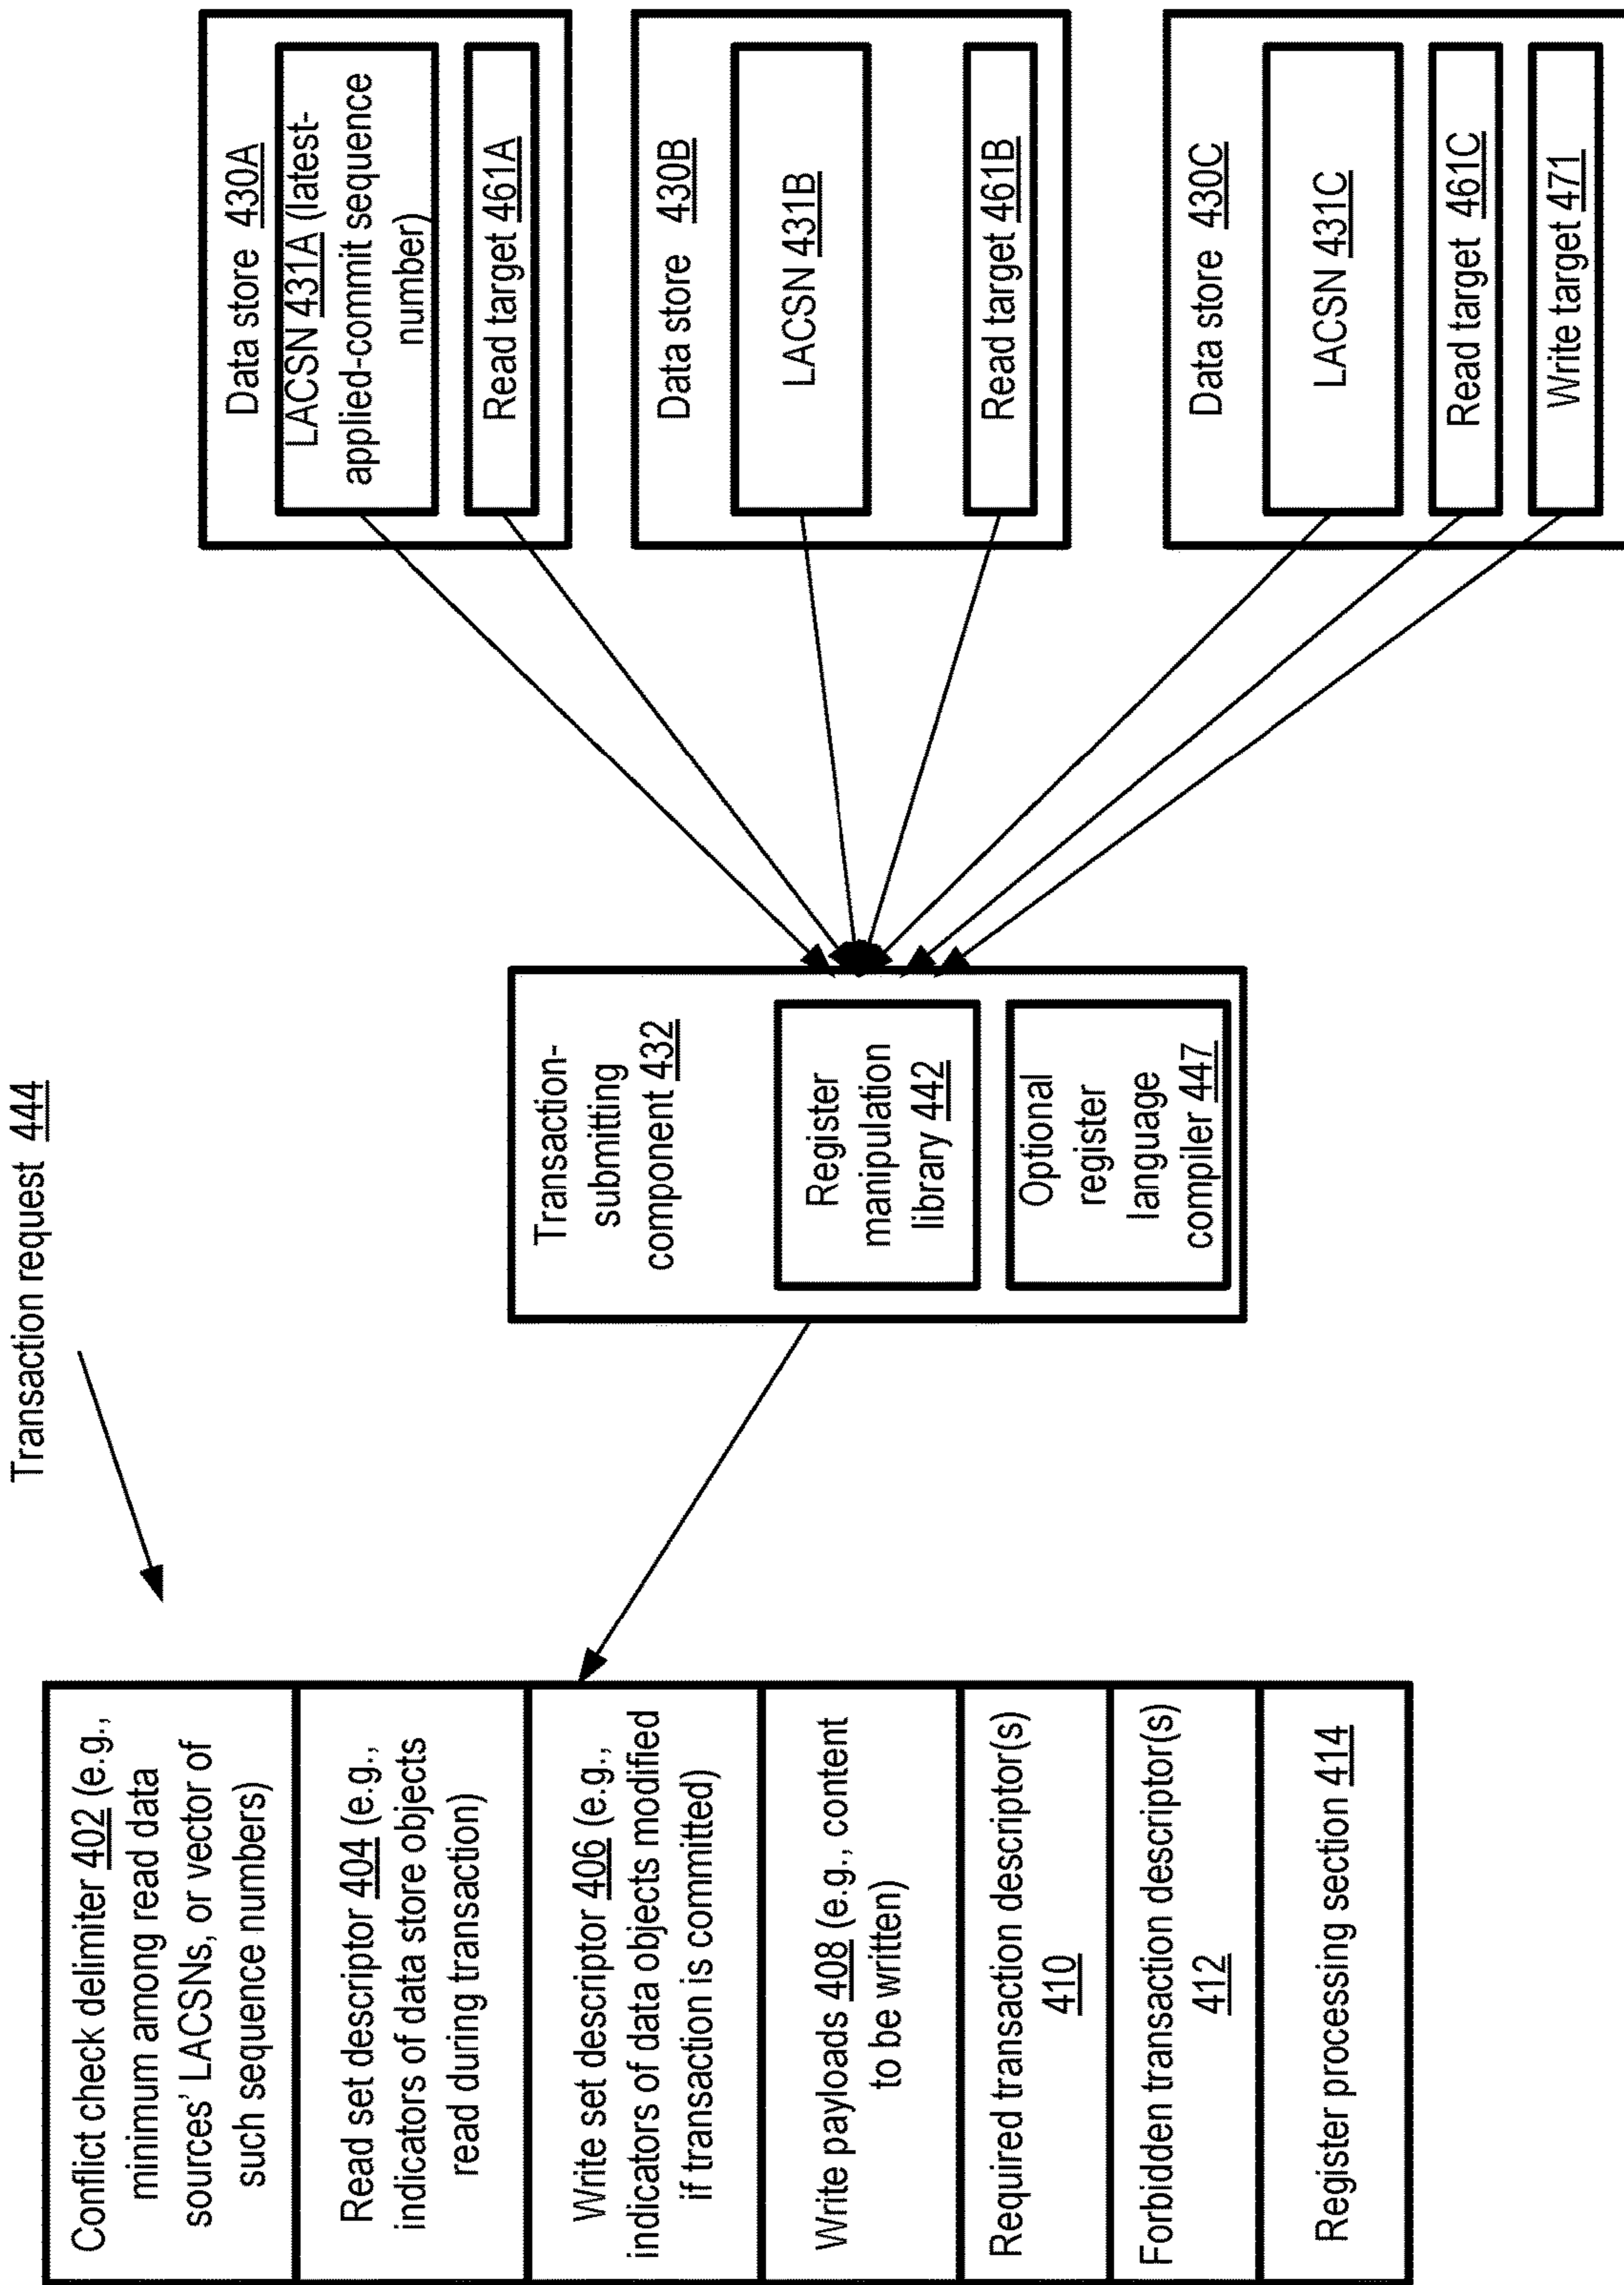 Transaction request 444
Conflict check delimiter 402 (e.g.,
minimum among read data
sources' LACSNs, or vector of
such sequence numbers)
Read set descriptor 404 (e.g.,
indicators of data store objects
read during transaction)
Write set descriptor 406 (e.g.,
indicators of data objects modified
if transaction is committed)
Write payloads 408 (e.g., content
to be written)
Required transaction descriptor(s)
410
Forbidden transaction descriptor(s)
412
Register processing section 414
Transaction-
submitting
component 432
Register
manipulation
library 442
Optional
register
language
compiler 447
Data store 430A
LACSN 431A (latest-
applied-commit sequence
number)
Read target 461A
Data store 430B
LACSN 431B
Read target 461B
Data store 430C
LACSN 431C
Read target 461C
Write target 471